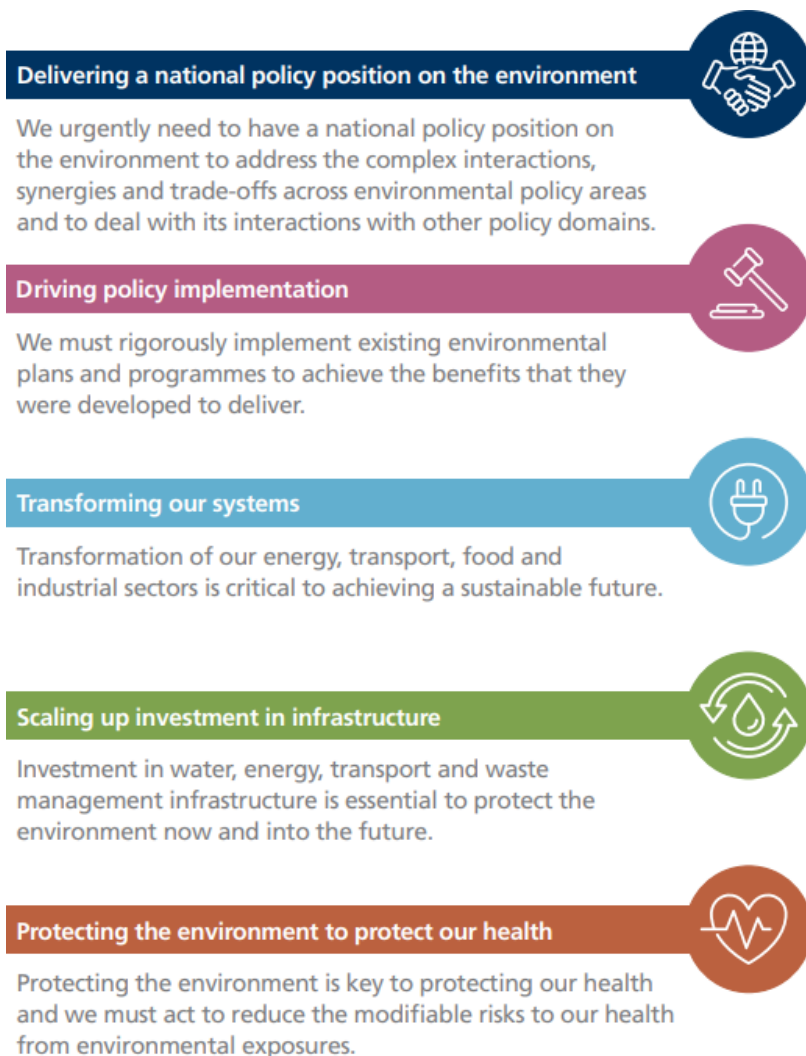 Delivering a national policy position on the environment
We urgently need to have a national policy position on
the environment to address the complex interactions,
synergies and trade-offs across environmental policy areas
and to deal with its interactions with other policy domains.
Driving policy implementation
We must rigorously implement existing environmental
plans and programmes to achieve the benefits that they
were developed to deliver.
Transforming our systems
Transformation of our energy, transport, food and
industrial sectors is critical to achieving a sustainable future.
Scaling up investment in infrastructure
Investment in water, energy, transport and waste
management infrastructure is essential to protect the
environment now and into the future.
Protecting the environment to protect our health
Protecting the environment is key to protecting our health
and we must act to reduce the modifiable risks to our health
from environmental exposures.